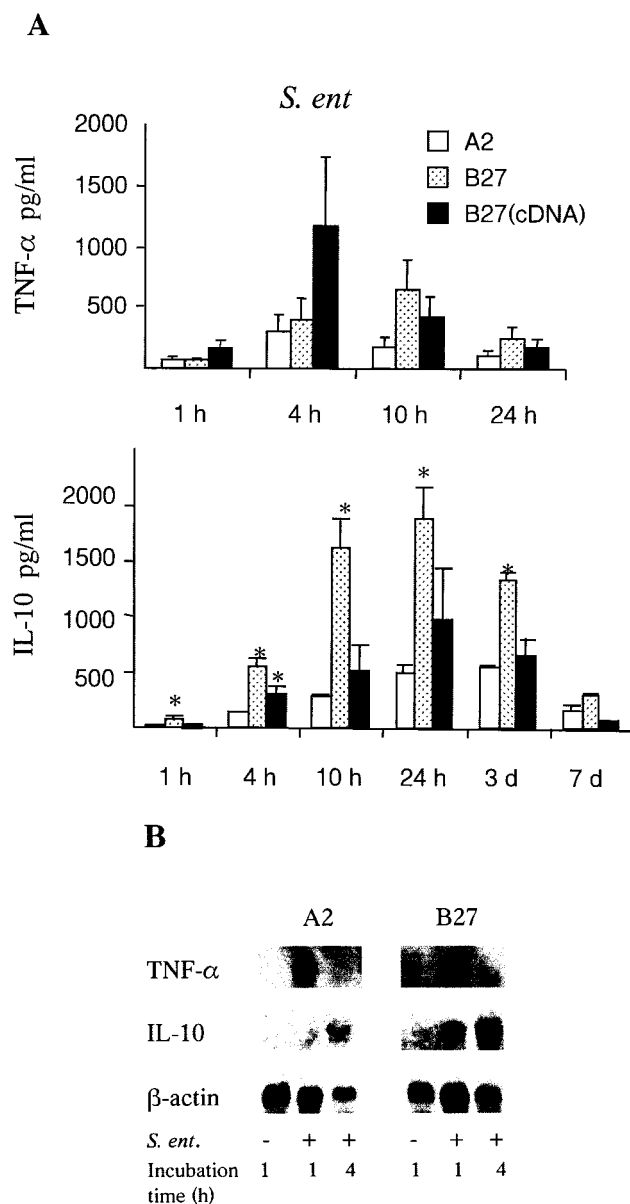 A
S. ent
TNF-α pg/ml
2000
1500
1000
500
A2
B27
B27(cDNA)
1 h 4 h 10 h 24 h
IL-10 pg/ml
2000
1500
1000
500
* * * * * *
1 h 4 h 10 h 24 h 3 d 7 d
B
A2 B27
TNF-α
IL-10
β-actin
S. ent. - + + - + +
Incubation 1 1 4 1 1 4
time (h)